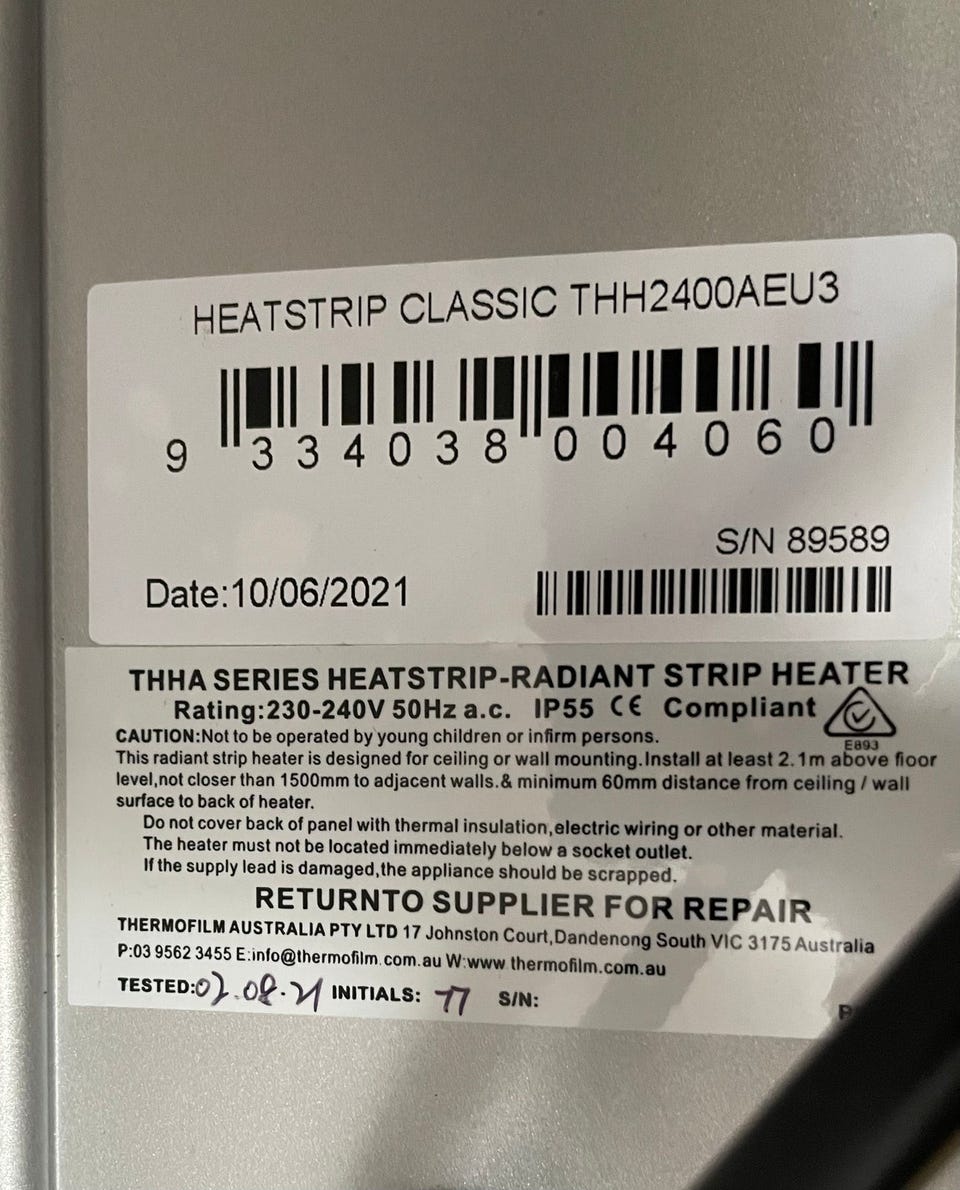 HEATSTRIP CLASSIC THH2400AEU3
9 334038 004060
S/N 89589
Date:10/06/2021
THHA SERIES HEATSTRIP-RADIANT STRIP HEATER
Rating:230-240V 50Hz a.c. IP55 CE Compliant
E893
CAUTION:Not to be operated by young children or infirm persons.
This radiant strip heater is designed for ceiling or wall mounting.Install at least 2.1m above floor
level,not closer than 1500mm to adjacent walls.& minimum 60mm distance from ceiling / wall
surface to back of heater.
Do not cover back of panel with thermal insulation,electric wiring or other material.
The heater must not be located immediately below a socket outlet.
If the supply lead is damaged,the appliance should be scrapped.
RETURNTO SUPPLIER FOR REPAIR
THERMOFILM AUSTRALIA PTY LTD 17 Johnston Court,Dandenong South VIC 3175 Australia
P:03 9562 3455 E:info@thermofilm.com.au W:www.thermofilm.com.au
TESTED:02.08.21 INITIALS: S/N: